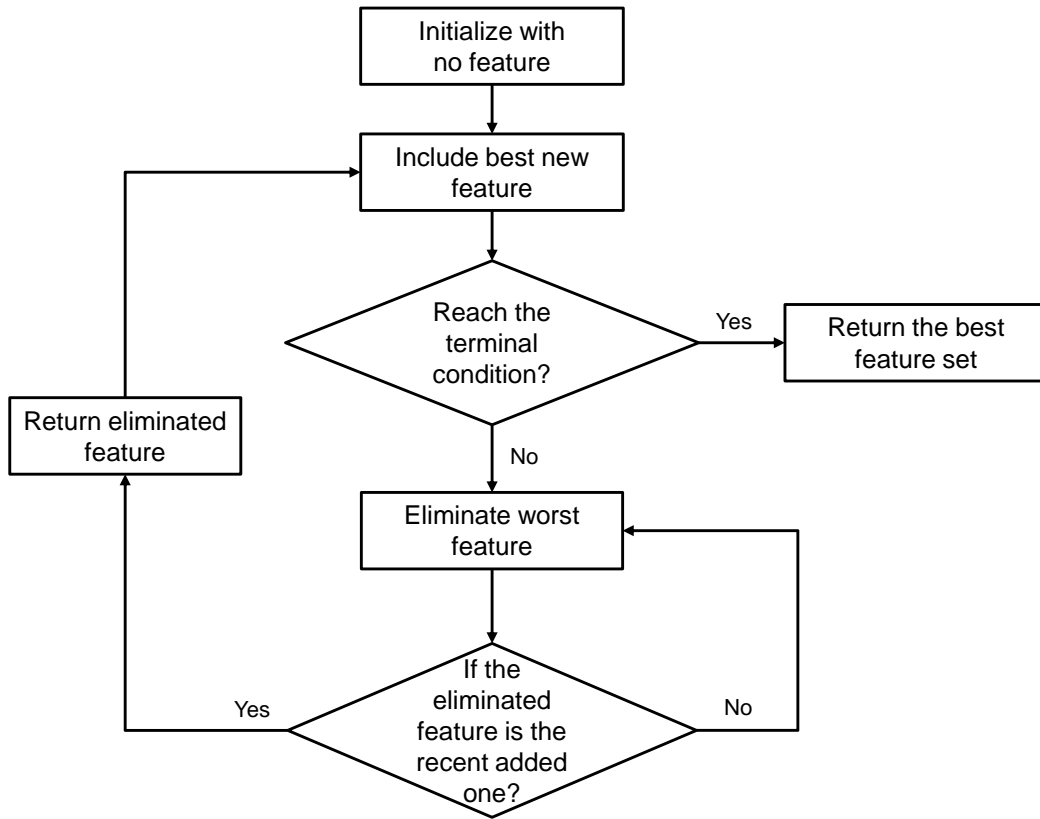 Initialize with
no feature
Include best new
feature
Reach the
terminal
condition?
Yes
Return the best
feature set
Return eliminated
feature
No
Eliminate worst
feature
If the
eliminated
feature is the
recent added
one?
Yes
No